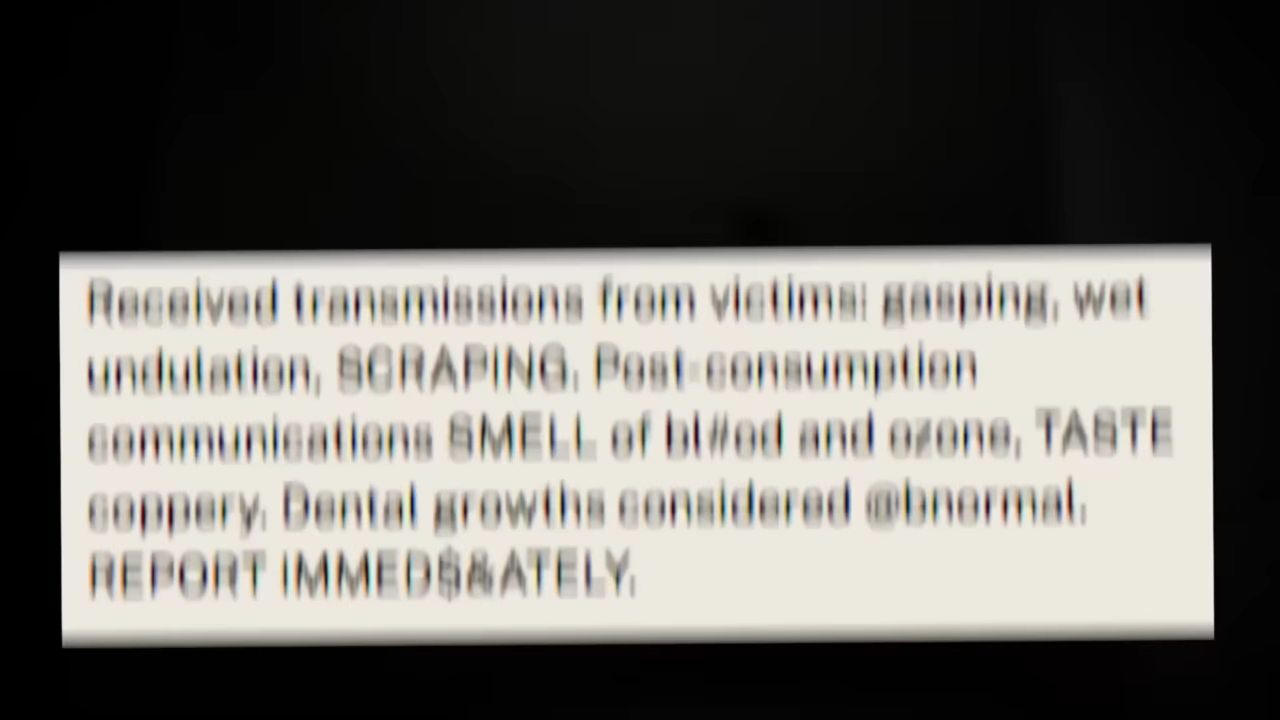 Received transmissions from victims: gasping, wet
undulation, SCRAPING. Post-consumption
communications SMELL of bl#od and ozone, TASTE
coppery. Dental growths considered @bnormal.
REPORT IMMED$&ATELY.